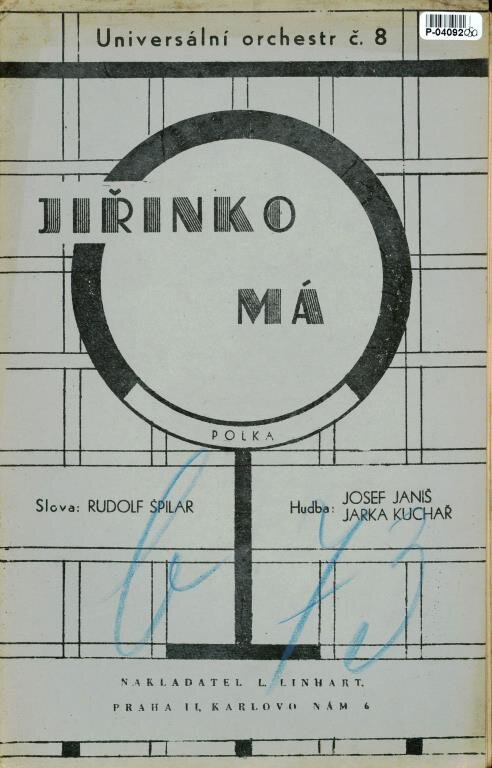 Universální orchestr č. 8
P-0409280
JIŘINKO
MÁ
POLKA
Slova: RUDOLF ŠPILAR
Hudba: JOSEF JANIŠ
JARKA KUCHAŘ
NAKLADATEL L. LINHART,
PRAHA II, KARLOVO NÁM 6